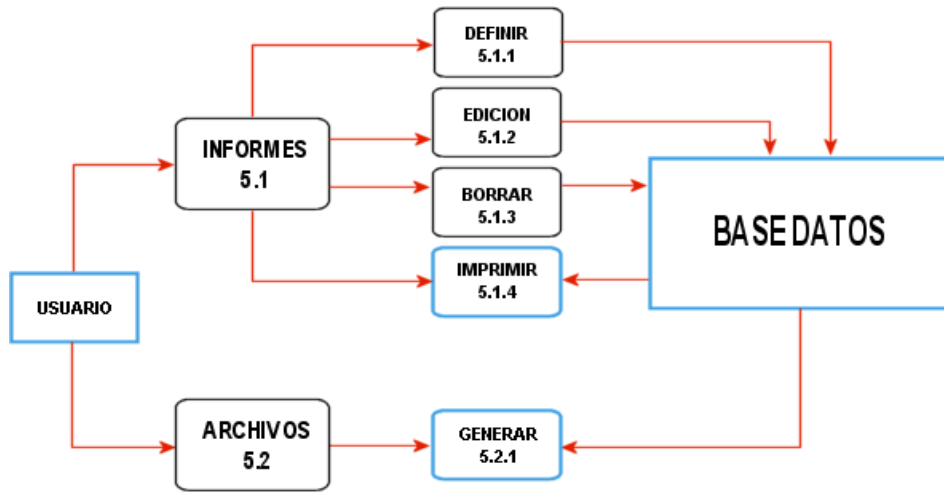 DEFINIR
5.1.1
EDICION
5.1.2
INFORMES
5.1
BORRAR
5.1.3
BASE DATOS
IMPRIMIR
5.1.4
USUARIO
ARCHIVOS
5.2
GENERAR
5.2.1